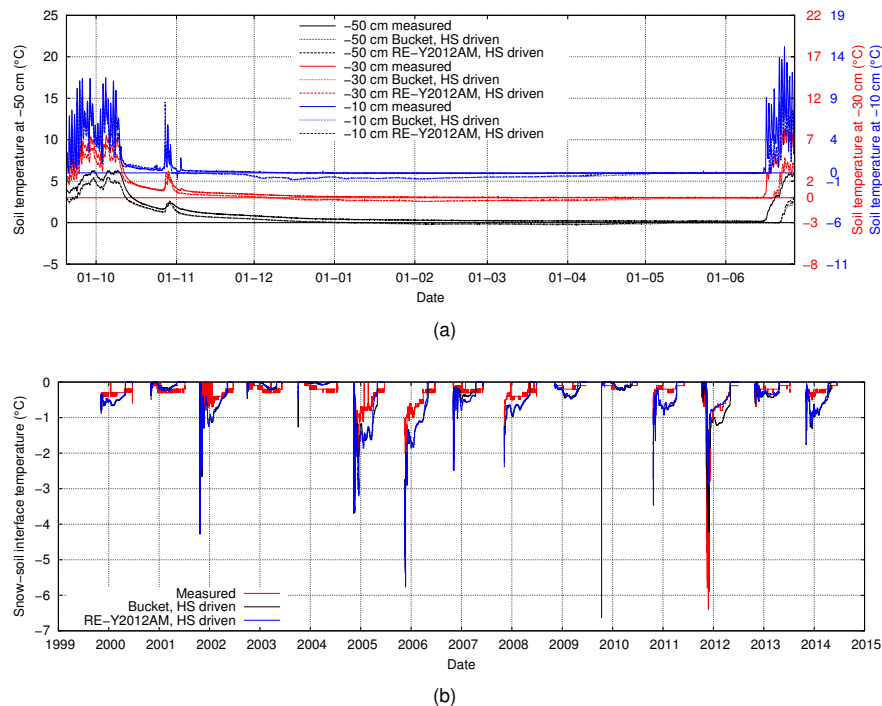 25
20
15
10
5
0
−5
22
17
12
7
2
0
−3
−8
19
14
9
4
0
−1
−6
−11
Soil temperature at −50 cm (°C)
Soil temperature at −30 cm (°C)
Soil temperature at −10 cm (°C)
−50 cm measured
−50 cm Bucket, HS driven
−50 cm RE−Y2012AM, HS driven
−30 cm measured
−30 cm Bucket, HS driven
−30 cm RE−Y2012AM, HS driven
−10 cm measured
−10 cm Bucket, HS driven
−10 cm RE−Y2012AM, HS driven
01−10 01−11 01−12 01−01 01−02 01−03 01−04 01−05 01−06
Date
(a)
0
−1
−2
−3
−4
−5
−6
−7
Snow−soil interface temperature (°C)
Measured
Bucket, HS driven
RE−Y2012AM, HS driven
1999 2000 2001 2002 2003 2004 2005 2006 2007 2008 2009 2010 2011 2012 2013 2014 2015
Date
(b)